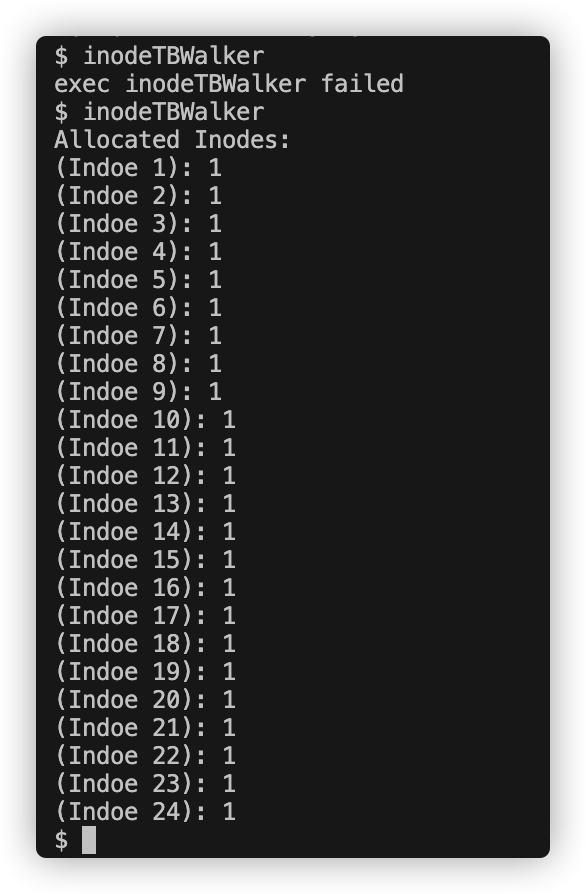 $ inodeTBWalker
exec inodeTBWalker failed
$ inodeTBWalker
Allocated Inodes:
(Indoe 1): 1
(Indoe 2): 1
(Indoe 3): 1
(Indoe 4): 1
(Indoe 5): 1
(Indoe 6): 1
(Indoe 7): 1
(Indoe 8): 1
(Indoe 9): 1
(Indoe 10): 1
(Indoe 11): 1
(Indoe 12): 1
(Indoe 13): 1
(Indoe 14): 1
(Indoe 15): 1
(Indoe 16): 1
(Indoe 17): 1
(Indoe 18): 1
(Indoe 19): 1
(Indoe 20): 1
(Indoe 21): 1
(Indoe 22): 1
(Indoe 23): 1
(Indoe 24): 1
$